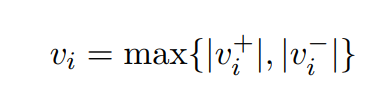 v_i = max{|v_i^+|, |v_i^-|}